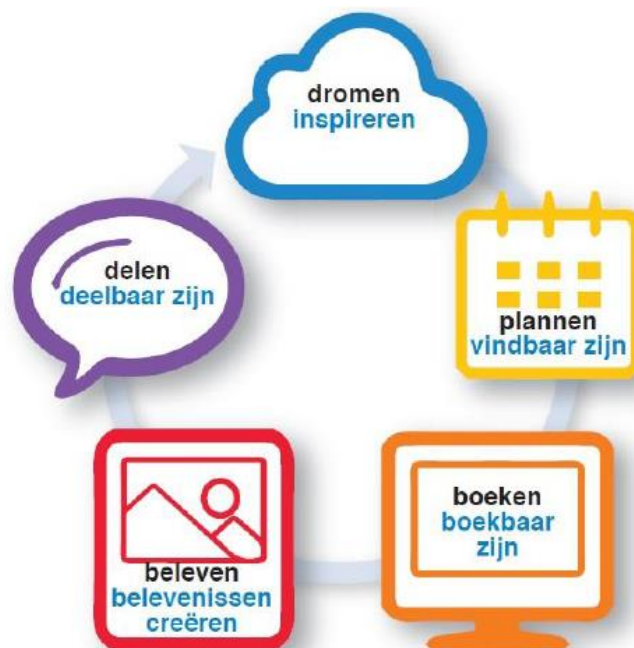 dromen
inspireren
plannen
vindbaar zijn
boeken
boekbaar
zijn
beleven
belevenissen
creëren
delen
deelbaar zijn